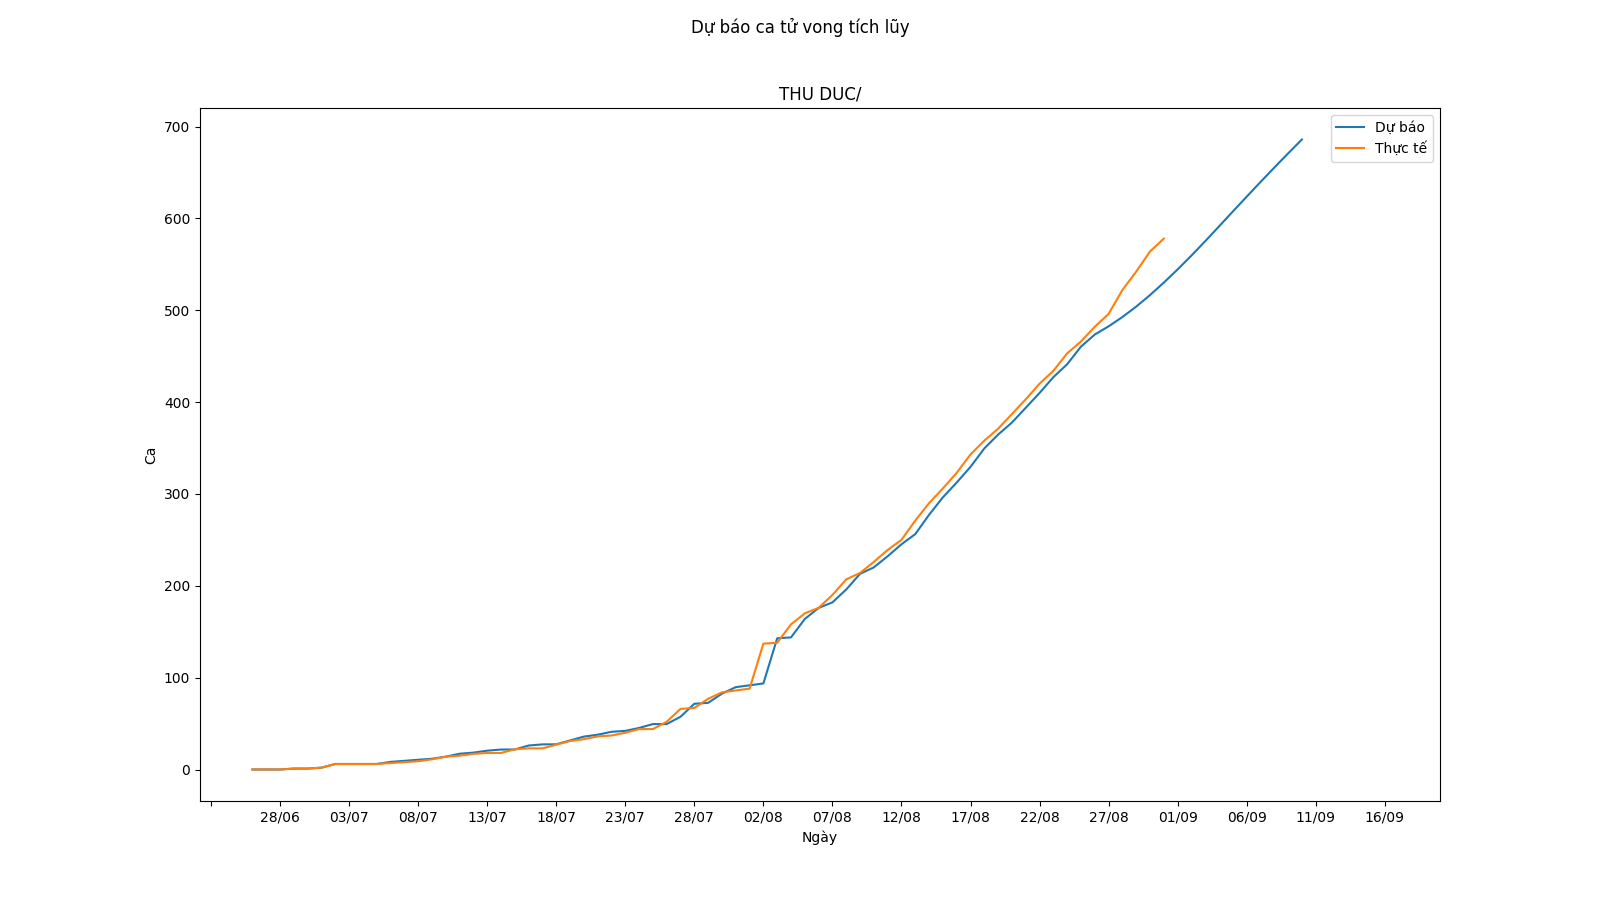 Dự báo ca tử vong tích lũy
THU DUC/
Dự báo
Thực tế
700
600
500
400
300
200
100
0
Ca
28/06 03/07 08/07 13/07 18/07 23/07 28/07 02/08 07/08 12/08 17/08 22/08 27/08 01/09 06/09 11/09 16/09
Ngày